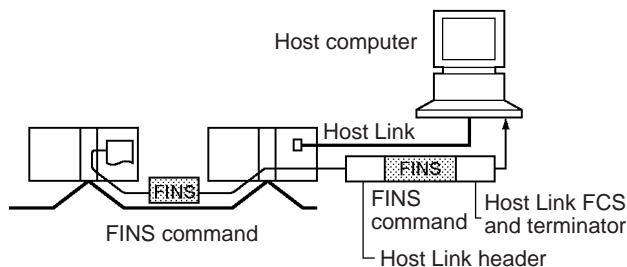 Host computer
Host Link
FINS
FINS
FINS command
FINS
command
Host Link FCS
and terminator
Host Link header